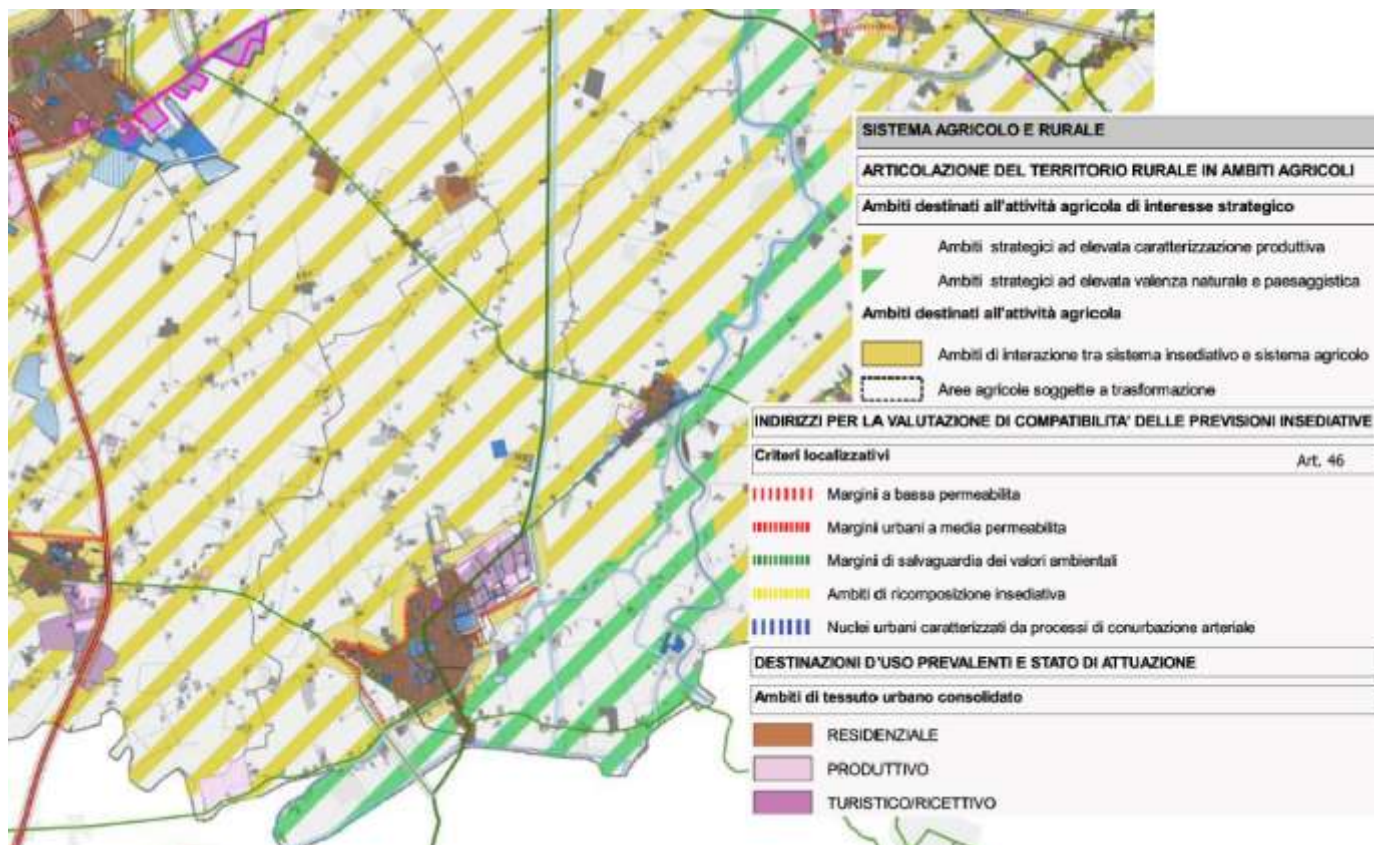 SISTEMA AGRICOLO E RURALE
ARTICOLAZIONE DEL TERRITORIO RURALE IN AMBITI AGRICOLI
Ambiti destinati all'attività agricola di interesse strategico
Ambiti strategici ad elevata caratterizzazione produttiva
Ambiti strategici ad elevata valenza naturale e paesaggistica
Ambiti destinati all'attività agricola
Ambiti di interazione tra sistema insediativo e sistema agricolo
Aree agricole soggette a trasformazione
INDIRIZZI PER LA VALUTAZIONE DI COMPATIBILITA' DELLE PREVISIONI INSEDIATIVE
Criteri localizzativi Art. 46
Margini a bassa permeabilita
Margini urbani a media permeabilita
Margini di salvaguardia dei valori ambientali
Ambiti di ricomposizione insediativa
Nuclei urbani caratterizzati da processi di conurbazione arteriale
DESTINAZIONI D'USO PREVALENTI E STATO DI ATTUAZIONE
Ambiti di tessuto urbano consolidato
RESIDENZIALE
PRODUTTIVO
TURISTICO/RICETTIVO